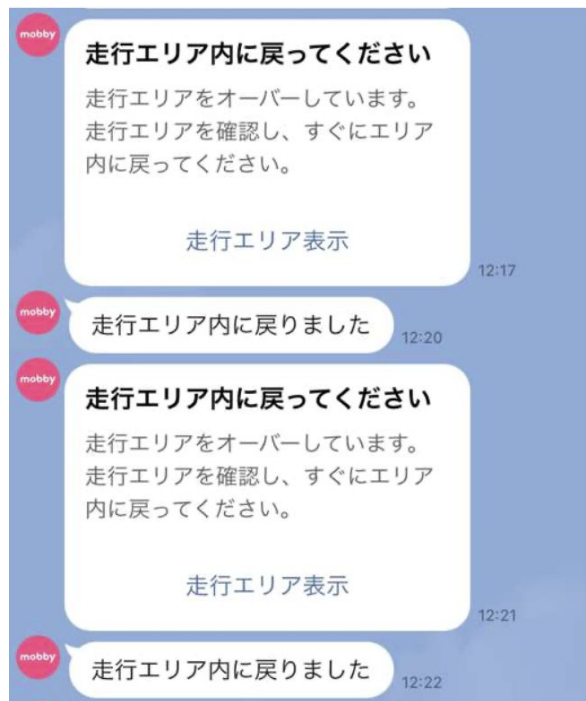 mobby
走行エリア内に戻ってください
走行エリアをオーバーしています。
走行エリアを確認し、すぐにエリア
内に戻ってください。
走行エリア表示
12:17
mobby
走行エリア内に戻りました
12:20
mobby
走行エリア内に戻ってください
走行エリアをオーバーしています。
走行エリアを確認し、すぐにエリア
内に戻ってください。
走行エリア表示
12:21
mobby
走行エリア内に戻りました
12:22